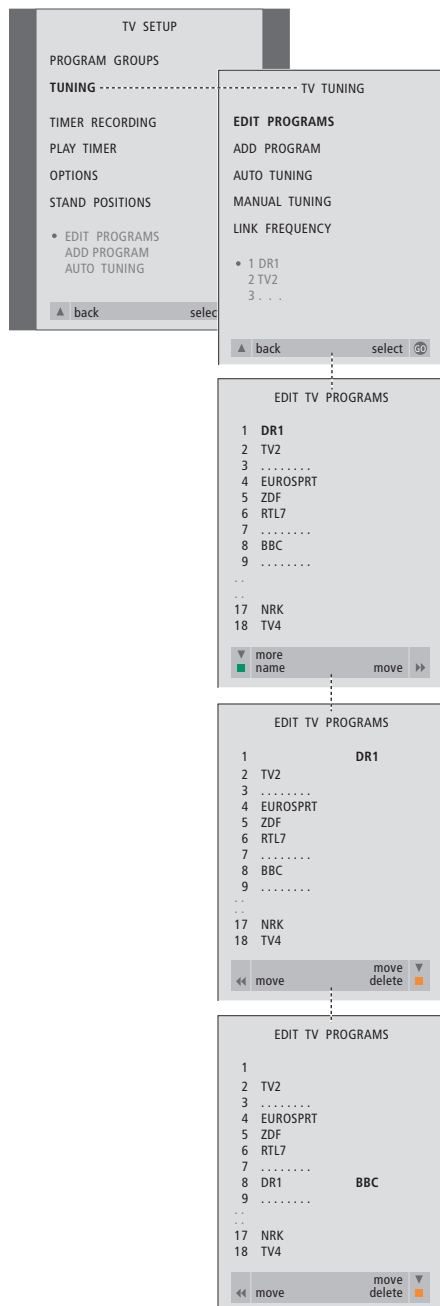 TV SETUP
PROGRAM GROUPS
TUNING
TIMER RECORDING
PLAY TIMER
OPTIONS
STAND POSITIONS
• EDIT PROGRAMS
ADD PROGRAM
AUTO TUNING
▲ back selec
TV TUNING
EDIT PROGRAMS
ADD PROGRAM
AUTO TUNING
MANUAL TUNING
LINK FREQUENCY
• 1 DR1
2 TV2
3 . . .
▲ back select GO
EDIT TV PROGRAMS
1 DR1
2 TV2
3 ........
4 EUROSPRT
5 ZDF
6 RTL7
7 ........
8 BBC
9 ........
. .
. .
17 NRK
18 TV4
▼ more
name move ▸▸
EDIT TV PROGRAMS
1 DR1
2 TV2
3 ........
4 EUROSPRT
5 ZDF
6 RTL7
7 ........
8 BBC
9 ........
. .
. .
17 NRK
18 TV4
move ▼
◂◂ move delete
EDIT TV PROGRAMS
1
2 TV2
3 ........
4 EUROSPRT
5 ZDF
6 RTL7
7 ........
8 DR1 BBC
9 ........
. .
. .
17 NRK
18 TV4
move ▼
◂◂ move delete